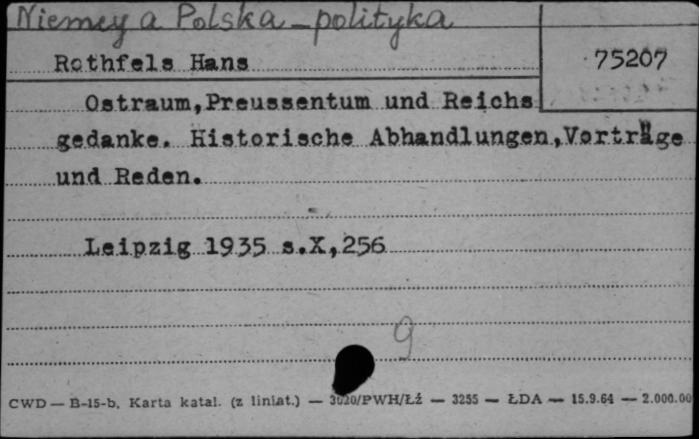 Niemcy a Polska - polityka
Rothfels Hans
75207
Ostraum,Preussentum und Reichs
gedanke. Historische Abhandlungen,Vorträge
und Reden.
Leipzig 1935 s.X,256
9
CWD — B-15-b, Karta katal. (z liniat.) — 3020/PWH/Łź — 3255 — ŁDA — 15.9.64 — 2.000.00